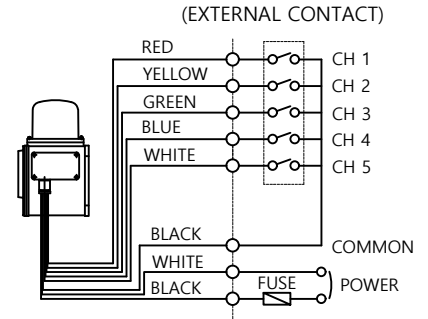 (EXTERNAL CONTACT)
RED CH 1
YELLOW CH 2
GREEN CH 3
BLUE CH 4
WHITE CH 5
BLACK COMMON
WHITE
FUSE POWER
BLACK